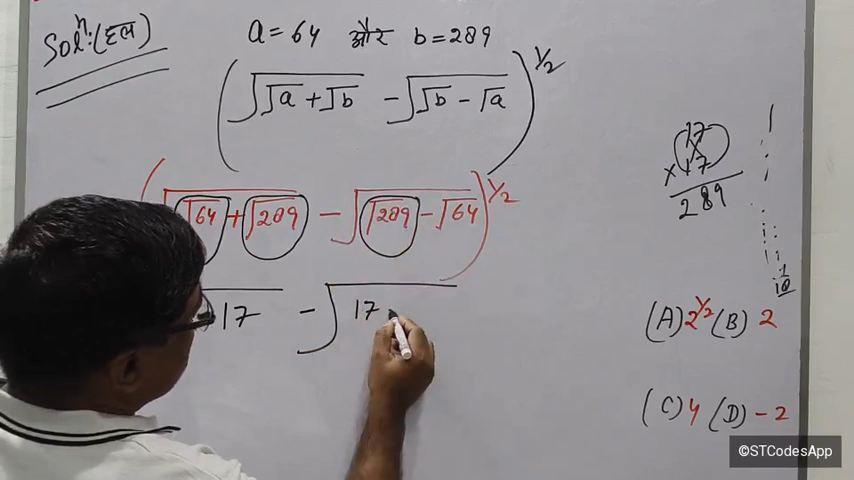 Solⁿ:(हल)
a = 64 और b = 289
(√(√a + √b) - √(√b - √a))^1/2
(√(√64 + √289) - √(√289 - √64))^1/2
17 - √17
17
×17
289
1
10
(A) 2^1/2 (B) 2
(C) 4 (D) -2
©STCodesApp